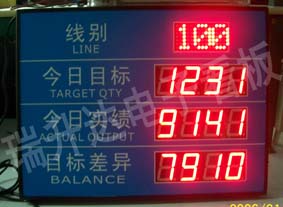 线别 100
LINE
今日目标 1231
TARGET QTY
今日实绩 9141
ACTUAL OUTPUT
目标差异 7910
BALANCE